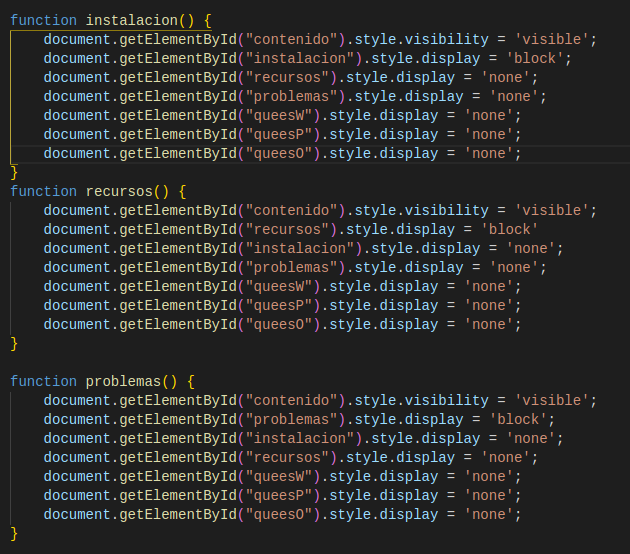 function instalacion() {
    document.getElementById("contenido").style.visibility = 'visible';
    document.getElementById("instalacion").style.display = 'block';
    document.getElementById("recursos").style.display = 'none';
    document.getElementById("problemas").style.display = 'none';
    document.getElementById("queesW").style.display = 'none';
    document.getElementById("queesP").style.display = 'none';
    document.getElementById("queesO").style.display = 'none';
}
function recursos() {
    document.getElementById("contenido").style.visibility = 'visible';
    document.getElementById("recursos").style.display = 'block'
    document.getElementById("instalacion").style.display = 'none';
    document.getElementById("problemas").style.display = 'none';
    document.getElementById("queesW").style.display = 'none';
    document.getElementById("queesP").style.display = 'none';
    document.getElementById("queesO").style.display = 'none';
}
function problemas() {
    document.getElementById("contenido").style.visibility = 'visible';
    document.getElementById("problemas").style.display = 'block';
    document.getElementById("instalacion").style.display = 'none';
    document.getElementById("recursos").style.display = 'none';
    document.getElementById("queesW").style.display = 'none';
    document.getElementById("queesP").style.display = 'none';
    document.getElementById("queesO").style.display = 'none';
}